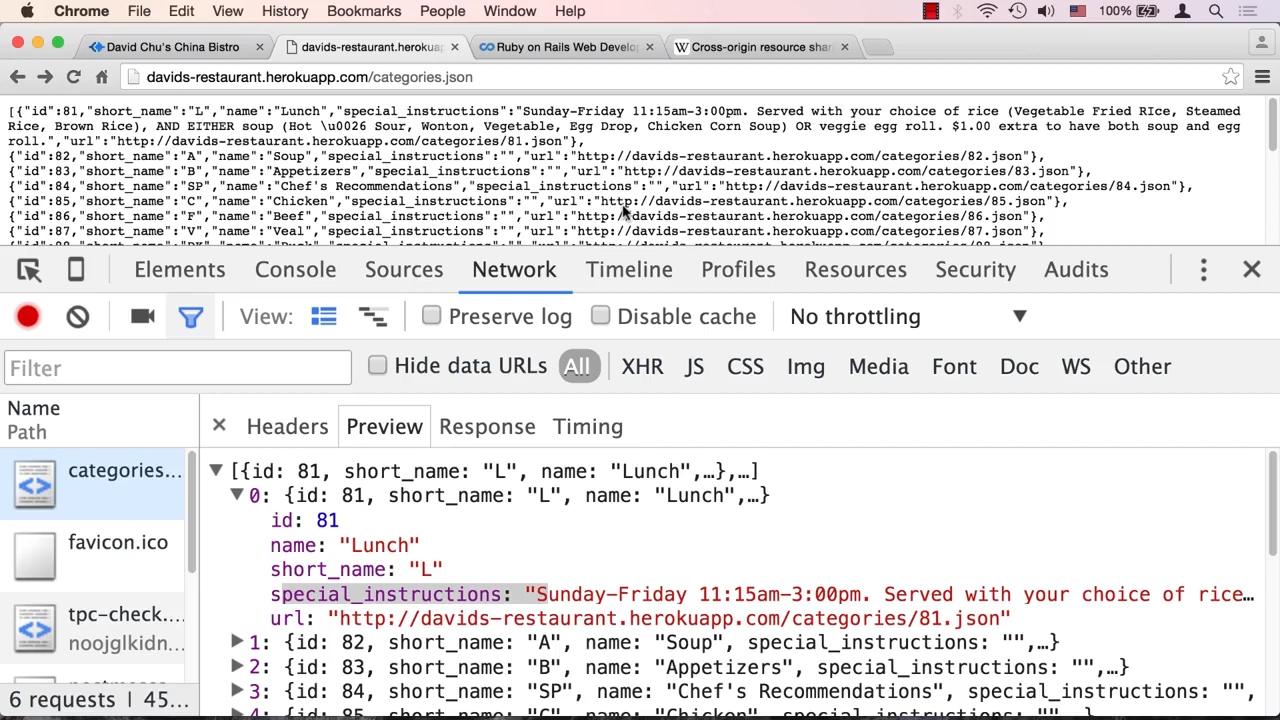 Chrome File Edit View History Bookmarks People Window Help 100%
David Chu's China Bistro davids-restaurant.herokuap Ruby on Rails Web Develop Cross-origin resource shar
davids-restaurant.herokuapp.com/categories.json
[{"id":81,"short_name":"L","name":"Lunch","special_instructions":"Sunday-Friday 11:15am-3:00pm. Served with your choice of rice (Vegetable Fried RIce, Steamed
Rice, Brown Rice), AND EITHER soup (Hot \u0026 Sour, Wonton, Vegetable, Egg Drop, Chicken Corn Soup) OR veggie egg roll. $1.00 extra to have both soup and egg
roll.","url":"http://davids-restaurant.herokuapp.com/categories/81.json"},
{"id":82,"short_name":"A","name":"Soup","special_instructions":"","url":"http://davids-restaurant.herokuapp.com/categories/82.json"},
{"id":83,"short_name":"B","name":"Appetizers","special_instructions":"","url":"http://davids-restaurant.herokuapp.com/categories/83.json"},
{"id":84,"short_name":"SP","name":"Chef's Recommendations","special_instructions":"","url":"http://davids-restaurant.herokuapp.com/categories/84.json"},
{"id":85,"short_name":"C","name":"Chicken","special_instructions":"","url":"http://davids-restaurant.herokuapp.com/categories/85.json"},
{"id":86,"short_name":"F","name":"Beef","special_instructions":"","url":"http://davids-restaurant.herokuapp.com/categories/86.json"},
{"id":87,"short_name":"V","name":"Veal","special_instructions":"","url":"http://davids-restaurant.herokuapp.com/categories/87.json"},
Elements Console Sources Network Timeline Profiles Resources Security Audits
View: Preserve log Disable cache No throttling
Filter Hide data URLs All XHR JS CSS Img Media Font Doc WS Other
Name
Path
Headers Preview Response Timing
categories...
favicon.ico
tpc-check...
noojglkidn...
6 requests | 45...
[{id: 81, short_name: "L", name: "Lunch",…},…]
0: {id: 81, short_name: "L", name: "Lunch",…}
id: 81
name: "Lunch"
short_name: "L"
special_instructions: "Sunday-Friday 11:15am-3:00pm. Served with your choice of rice…
url: "http://davids-restaurant.herokuapp.com/categories/81.json"
1: {id: 82, short_name: "A", name: "Soup", special_instructions: "",…}
2: {id: 83, short_name: "B", name: "Appetizers", special_instructions: "",…}
3: {id: 84, short_name: "SP", name: "Chef's Recommendations", special_instructions: "",
4: {id: 85, short_name: "C", name: "Chicken", special_instructions: "",…}